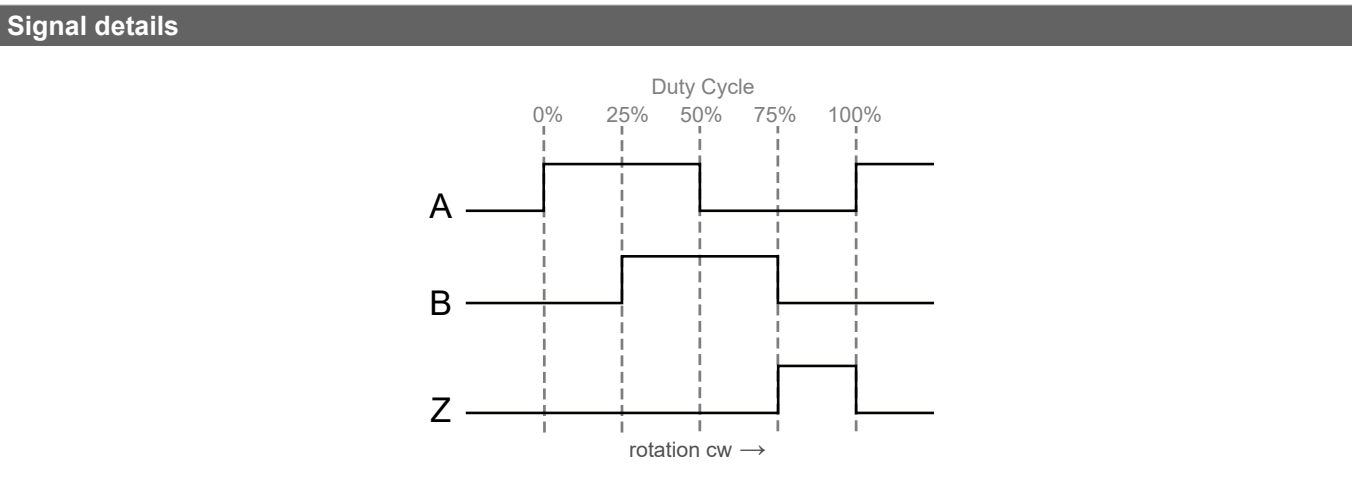 Signal details
Duty Cycle
0% 25% 50% 75% 100%
A
B
Z
rotation cw →